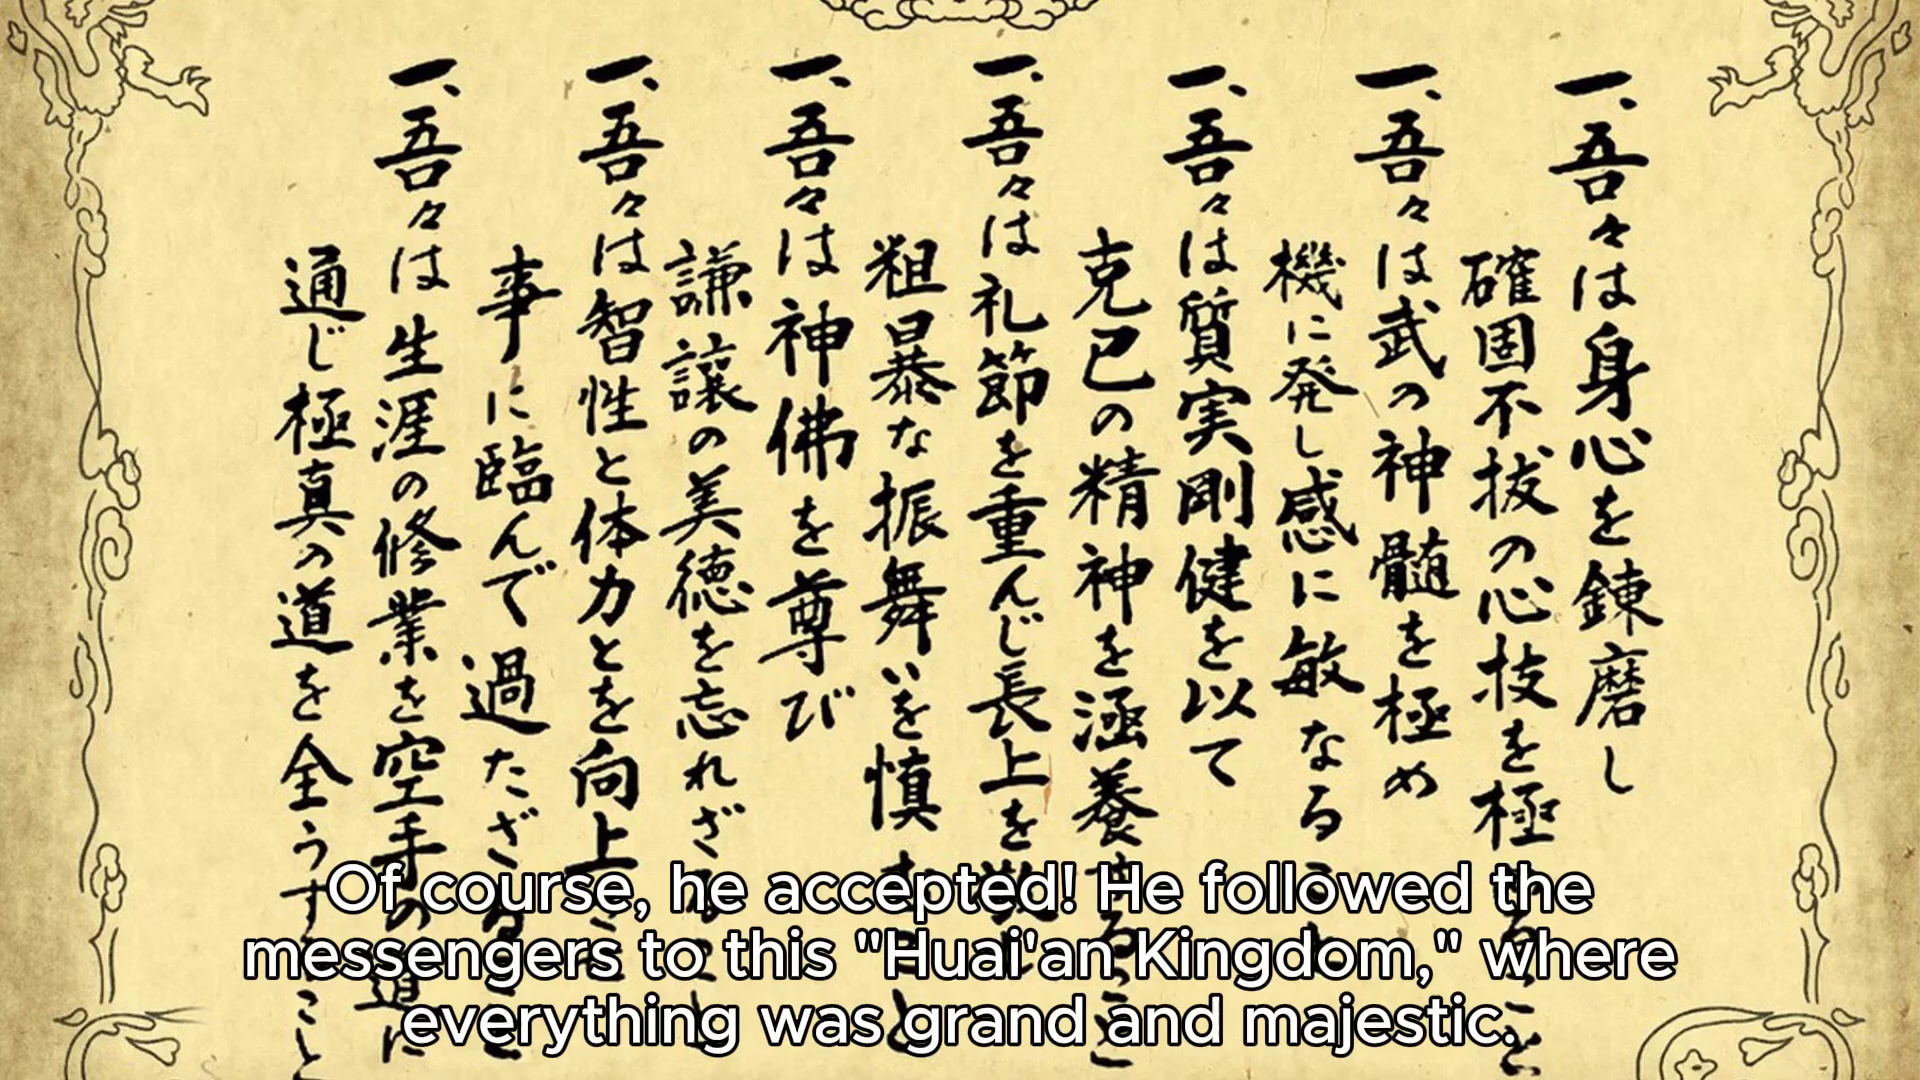 一、吾々は身心を錬磨し
確固不抜の心技を極
一、吾々は武の神髄を極め
機に発し感に敏なる
一、吾々は質実剛健を以て
克己の精神を涵養
一、吾々は礼節を重んじ長上を
粗暴な振舞いを慎
一、吾々は神佛を尊び
謙譲の美徳を忘れざ
一、吾々は智性と体力とを向上
事に臨んで過たざ
一、吾々は生涯の修業を空手の道に
通じ極真の道を全うすこと
Of course, he accepted! He followed the
messengers to this "Huai'an Kingdom," where
everything was grand and majestic.